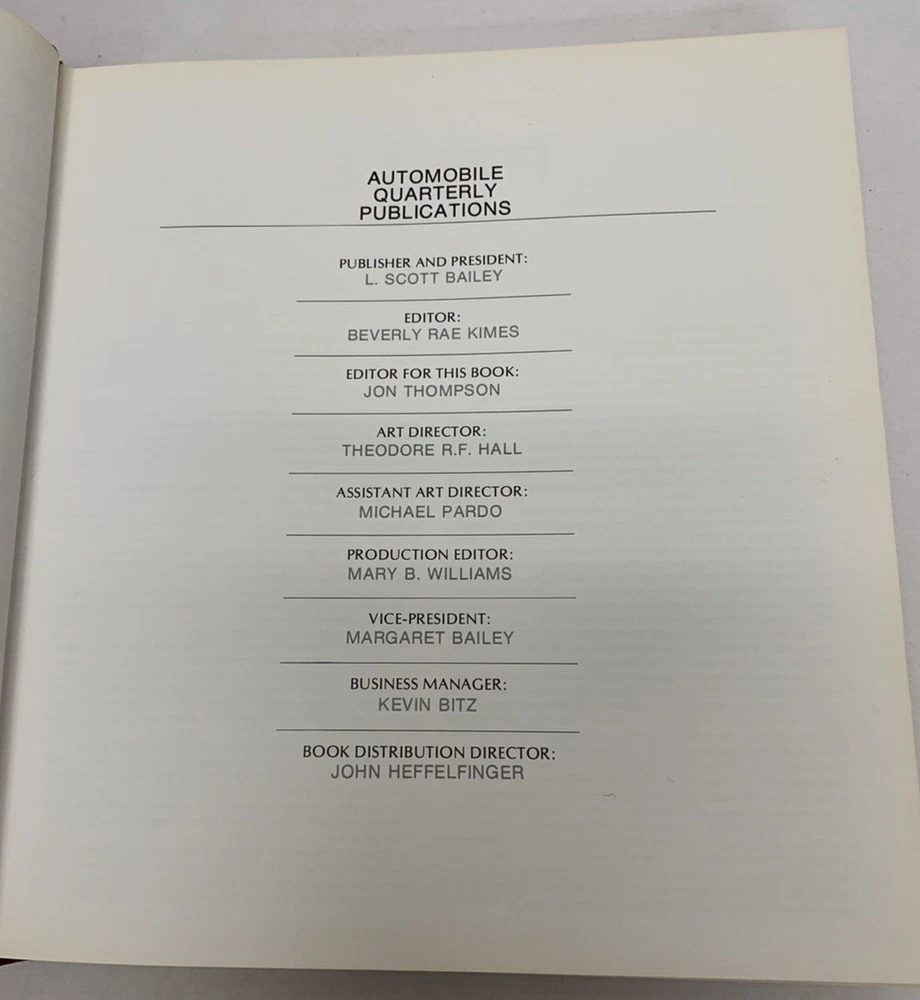 AUTOMOBILE
QUARTERLY
PUBLICATIONS
PUBLISHER AND PRESIDENT:
L. SCOTT BAILEY
EDITOR:
BEVERLY RAE KIMES
EDITOR FOR THIS BOOK:
JON THOMPSON
ART DIRECTOR:
THEODORE R.F. HALL
ASSISTANT ART DIRECTOR:
MICHAEL PARDO
PRODUCTION EDITOR:
MARY B. WILLIAMS
VICE-PRESIDENT:
MARGARET BAILEY
BUSINESS MANAGER:
KEVIN BITZ
BOOK DISTRIBUTION DIRECTOR:
JOHN HEFFELFINGER